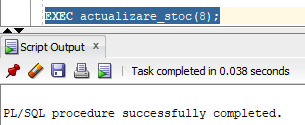 EXEC actualizare_stoc(8);
Script Output x
Task completed in 0.038 seconds
PL/SQL procedure successfully completed.